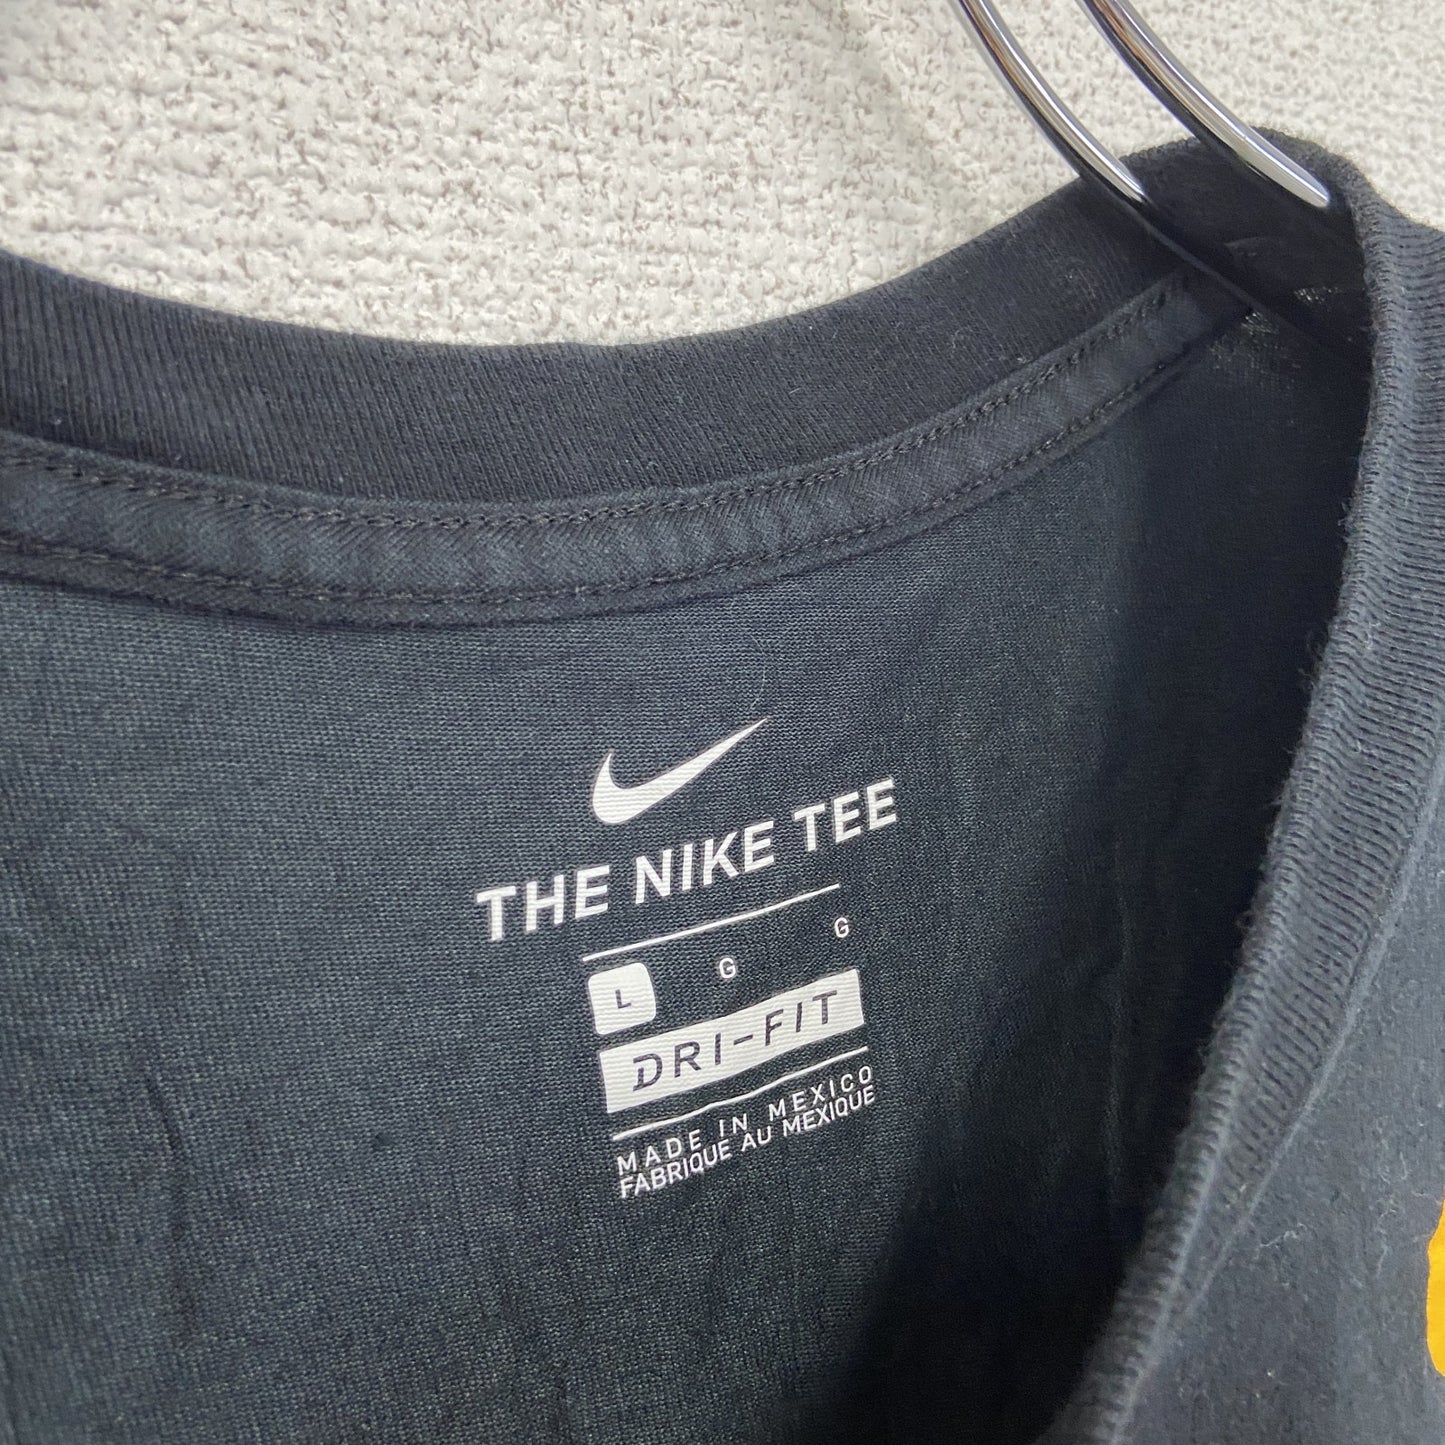 THE NIKE TEE
L G G
DRI-FIT
MADE IN MEXICO
FABRIQUE AU MEXIQUE